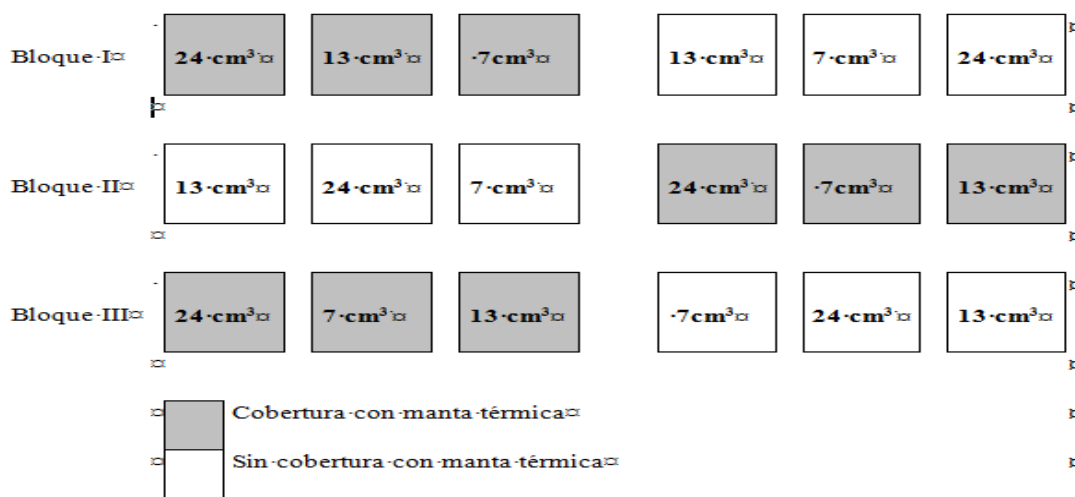 Bloque·I¤ 24·cm³¤ 13·cm³¤ ·7cm³¤ 13·cm³¤ 7·cm³¤ 24·cm³¤
Bloque·II¤ 13·cm³¤ 24·cm³¤ 7·cm³¤ 24·cm³¤ ·7cm³¤ 13·cm³¤
Bloque·III¤ 24·cm³¤ 7·cm³¤ 13·cm³¤ ·7cm³¤ 24·cm³¤ 13·cm³¤
Cobertura·con·manta·térmica¤
Sin·cobertura·con·manta·térmica¤